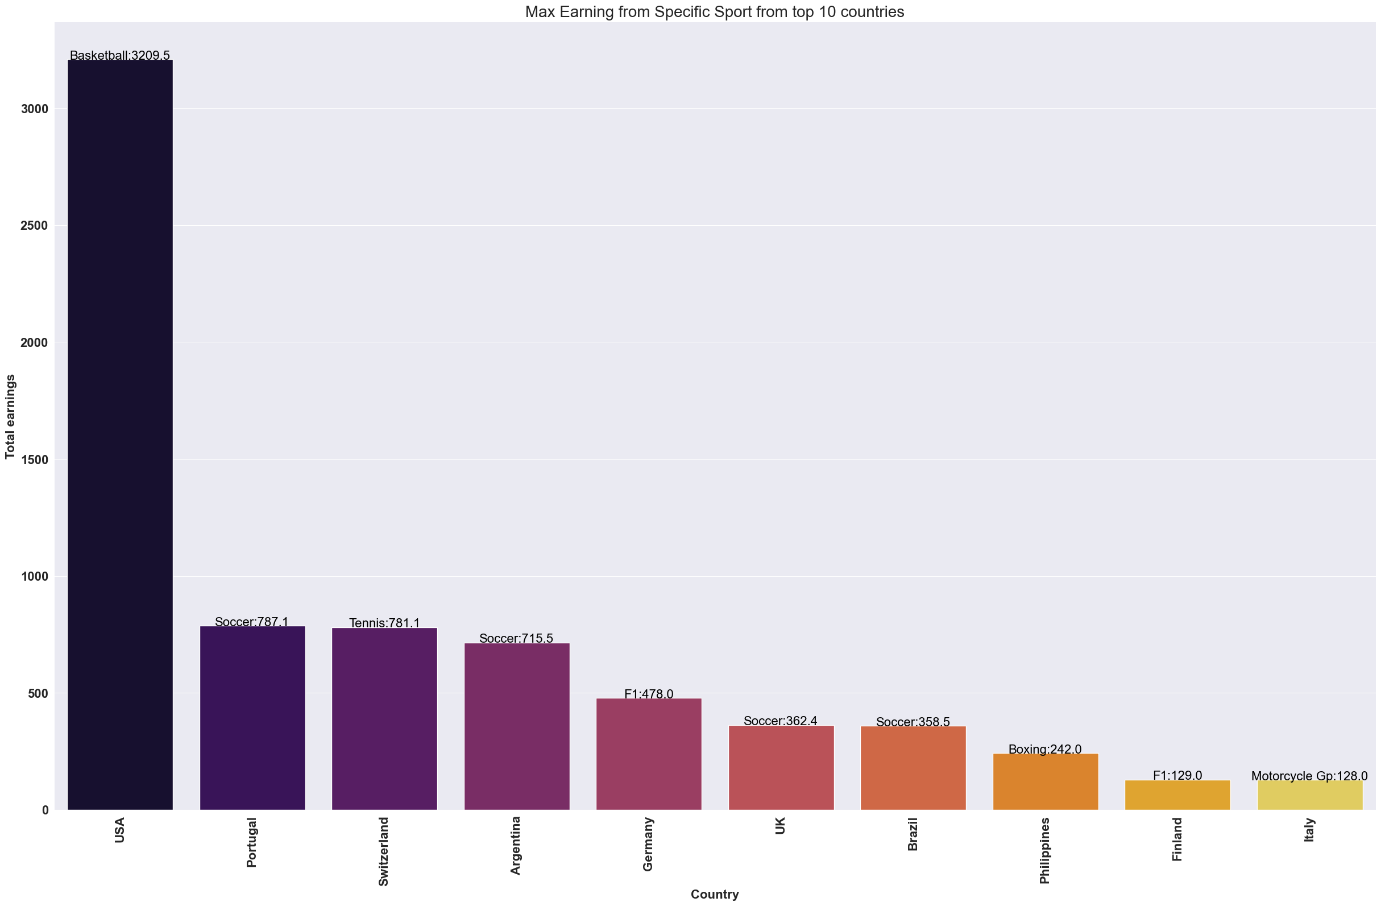 Max Earning from Specific Sport from top 10 countries
Total earnings
3000
2500
2000
1500
1000
500
0
Basketball:3209.5
Soccer:787.1
Tennis:781.1
Soccer:715.5
F1:478.0
Soccer:362.4
Soccer:358.5
Boxing:242.0
F1:129.0
Motorcycle Gp:128.0
USA
Portugal
Switzerland
Argentina
Germany
UK
Brazil
Philippines
Finland
Italy
Country